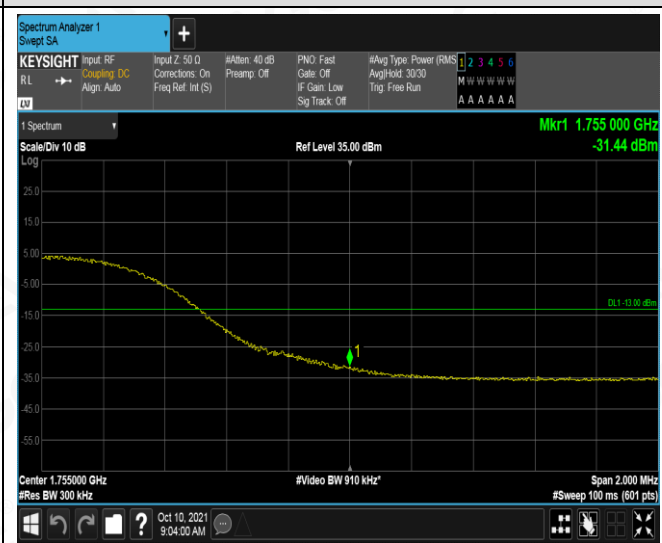 Spectrum Analyzer 1
Swept SA
+
KEYSIGHT
RL
LXI
Input: RF
Coupling: DC
Align: Auto
Input Z: 50 Ω
Corrections: On
Freq Ref: Int (S)
#Atten: 40 dB
Preamp: Off
PNO: Fast
Gate: Off
IF Gain: Low
Sig Track: Off
#Avg Type: Power (RMS
Avg|Hold: 30/30
Trig: Free Run
1 2 3 4 5 6
M W W W W W
A A A A A A
1 Spectrum
Scale/Div 10 dB
Ref Level 35.00 dBm
Mkr1 1.755 000 GHz
-31.44 dBm
Log
25.0
15.0
5.00
-5.00
-15.0
-25.0
-35.0
-45.0
-55.0
DL1 -13.00 dBm
1
Center 1.755000 GHz
#Video BW 910 kHz*
Span 2.000 MHz
#Res BW 300 kHz
#Sweep 100 ms (601 pts)
?
Oct 10, 2021
9:04:00 AM